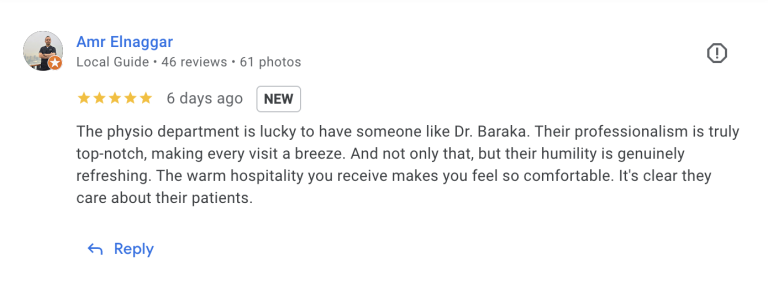 Amr Elnaggar
Local Guide • 46 reviews • 61 photos
6 days ago NEW
The physio department is lucky to have someone like Dr. Baraka. Their professionalism is truly
top-notch, making every visit a breeze. And not only that, but their humility is genuinely
refreshing. The warm hospitality you receive makes you feel so comfortable. It's clear they
care about their patients.
Reply